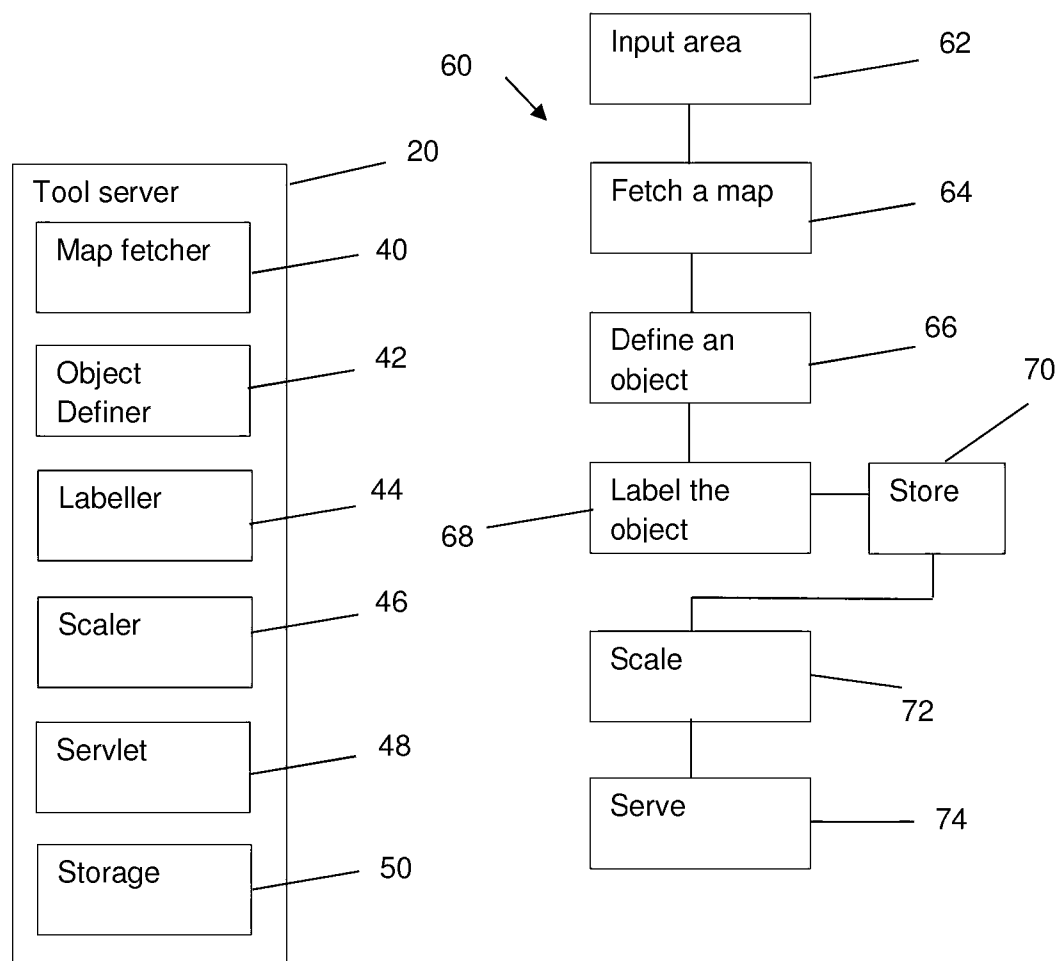 Tool server
20
Map fetcher
40
Object
Definer
42
Labeller
44
Scaler
46
Servlet
48
Storage
50
60
Input area
62
Fetch a map
64
Define an
object
66
Label the
object
68
Store
70
Scale
72
Serve
74